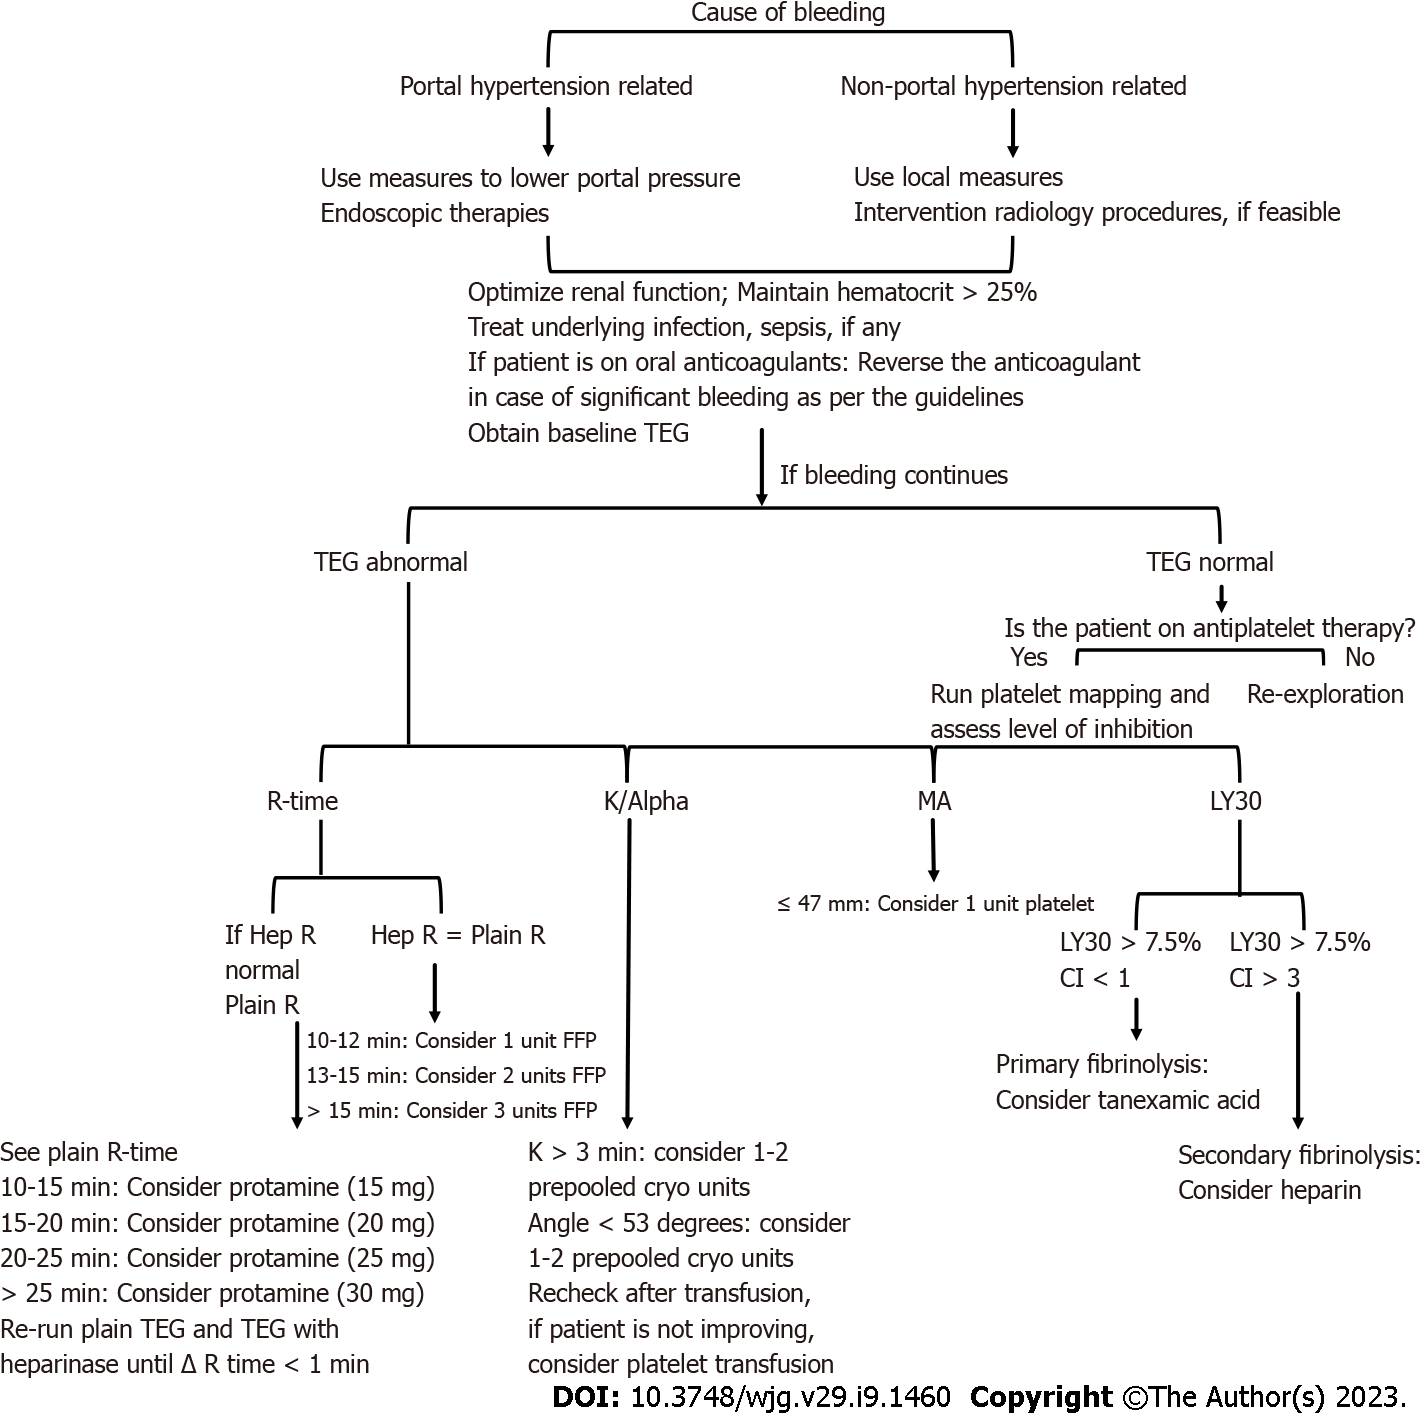 Cause of bleeding
Portal hypertension related
Non-portal hypertension related
Use measures to lower portal pressure
Endoscopic therapies
Use local measures
Intervention radiology procedures, if feasible
Optimize renal function; Maintain hematocrit > 25%
Treat underlying infection, sepsis, if any
If patient is on oral anticoagulants: Reverse the anticoagulant
in case of significant bleeding as per the guidelines
Obtain baseline TEG
If bleeding continues
TEG abnormal
TEG normal
Is the patient on antiplatelet therapy?
Yes
No
Run platelet mapping and
assess level of inhibition
Re-exploration
R-time
K/Alpha
MA
LY30
If Hep R
normal
Plain R
Hep R = Plain R
10-12 min: Consider 1 unit FFP
13-15 min: Consider 2 units FFP
> 15 min: Consider 3 units FFP
≤ 47 mm: Consider 1 unit platelet
LY30 > 7.5%
CI < 1
LY30 > 7.5%
CI > 3
Primary fibrinolysis:
Consider tanexamic acid
Secondary fibrinolysis:
Consider heparin
See plain R-time
10-15 min: Consider protamine (15 mg)
15-20 min: Consider protamine (20 mg)
20-25 min: Consider protamine (25 mg)
> 25 min: Consider protamine (30 mg)
Re-run plain TEG and TEG with
heparinase until Δ R time < 1 min
K > 3 min: consider 1-2
prepooled cryo units
Angle < 53 degrees: consider
1-2 prepooled cryo units
Recheck after transfusion,
if patient is not improving,
consider platelet transfusion
DOI: 10.3748/wjg.v29.i9.1460 Copyright ©The Author(s) 2023.